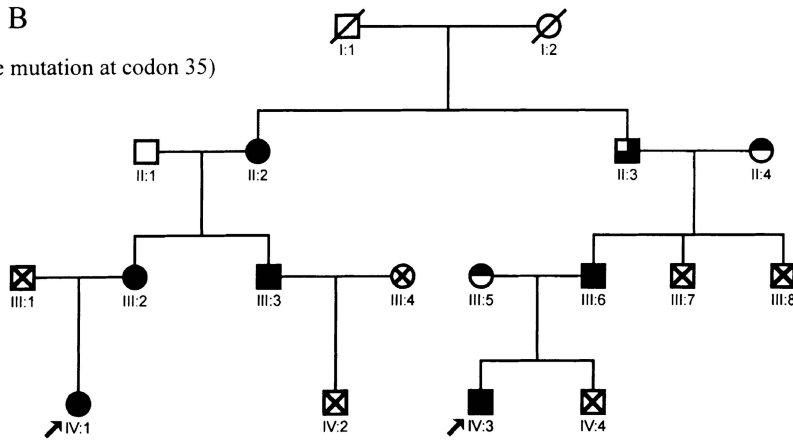 B
e mutation at codon 35)
I:1 I:2
II:1 II:2 II:3 II:4
III:1 III:2 III:3 III:4 III:5 III:6 III:7 III:8
IV:1 IV:2 IV:3 IV:4